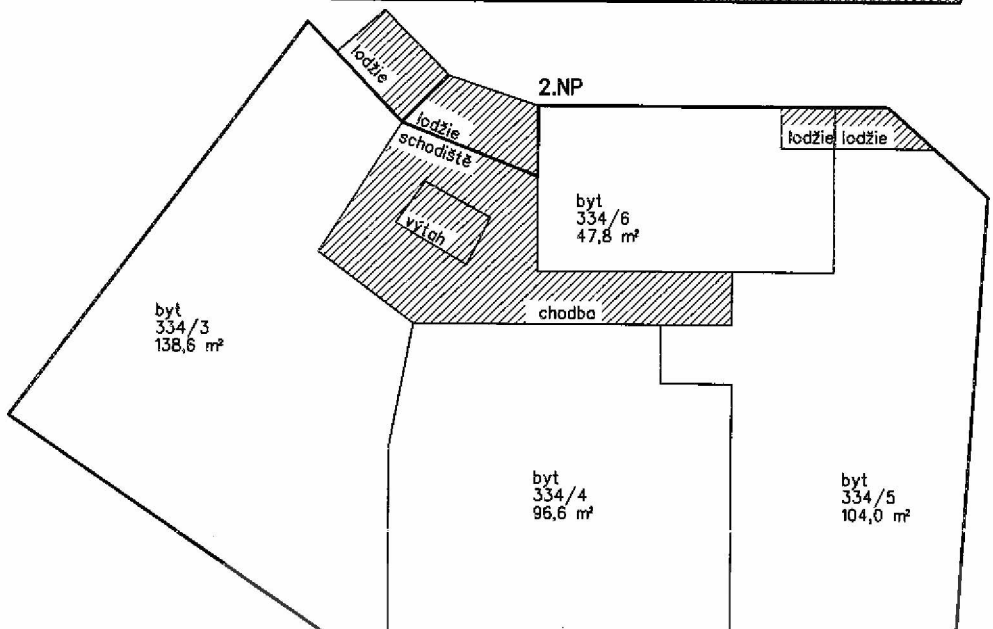 2.NP
lodžie
lodžie
schodiště
výtah
chodba
lodžie lodžie
byt
334/6
47,8 m²
byt
334/3
138,6 m²
byt
334/4
96,6 m²
byt
334/5
104,0 m²